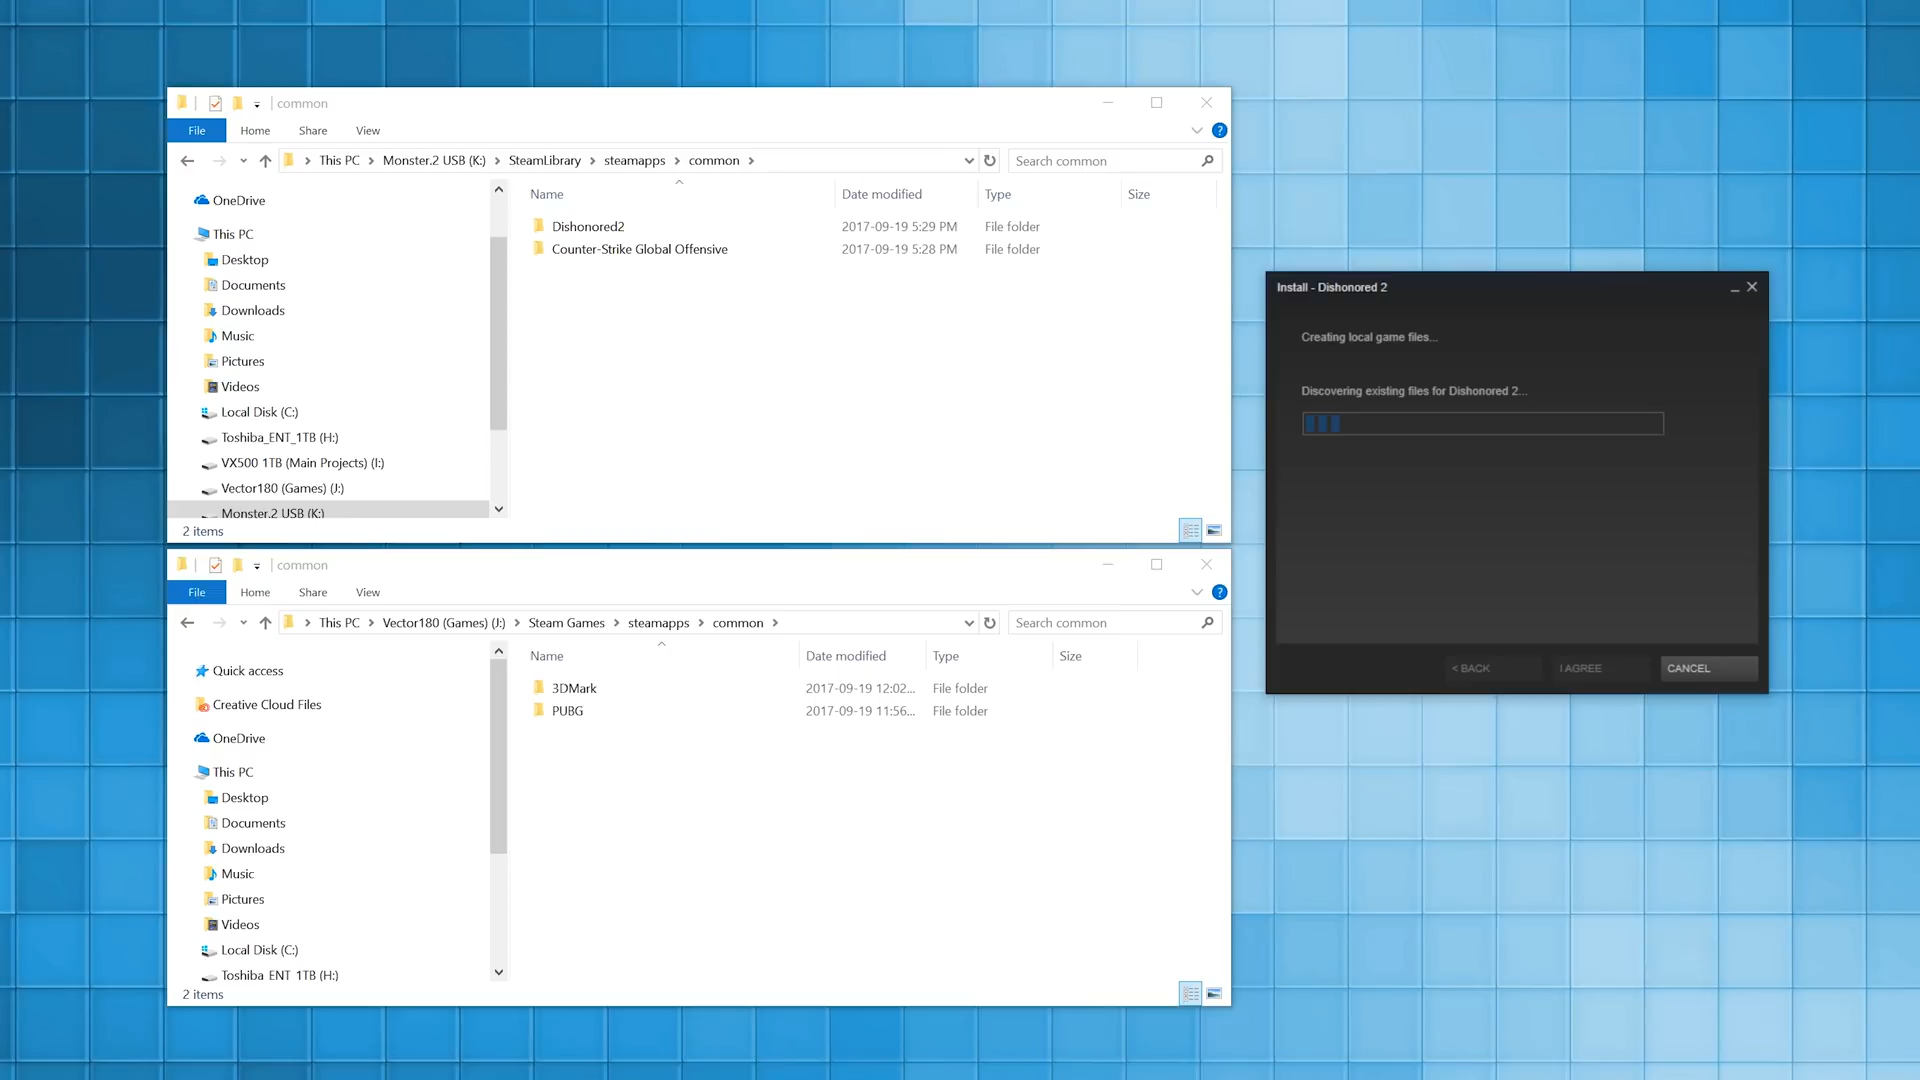 common
File Home Share View
This PC Monster.2 USB (K:) SteamLibrary steamapps common Search common
Name Date modified Type Size
OneDrive
This PC
Desktop
Documents
Downloads
Music
Pictures
Videos
Local Disk (C:)
Toshiba_ENT_1TB (H:)
VX500 1TB (Main Projects) (I:)
Vector180 (Games) (J:)
Monster.2 USB (K:)
Dishonored2 2017-09-19 5:29 PM File folder
Counter-Strike Global Offensive 2017-09-19 5:28 PM File folder
2 items
common
File Home Share View
This PC Vector180 (Games) (J:) Steam Games steamapps common Search common
Name Date modified Type Size
Quick access
Creative Cloud Files
OneDrive
This PC
Desktop
Documents
Downloads
Music
Pictures
Videos
Local Disk (C:)
Toshiba_ENT_1TB (H:)
3DMark 2017-09-19 12:02... File folder
PUBG 2017-09-19 11:56... File folder
2 items
Install - Dishonored 2
Creating local game files...
Discovering existing files for Dishonored 2...
< BACK I AGREE CANCEL